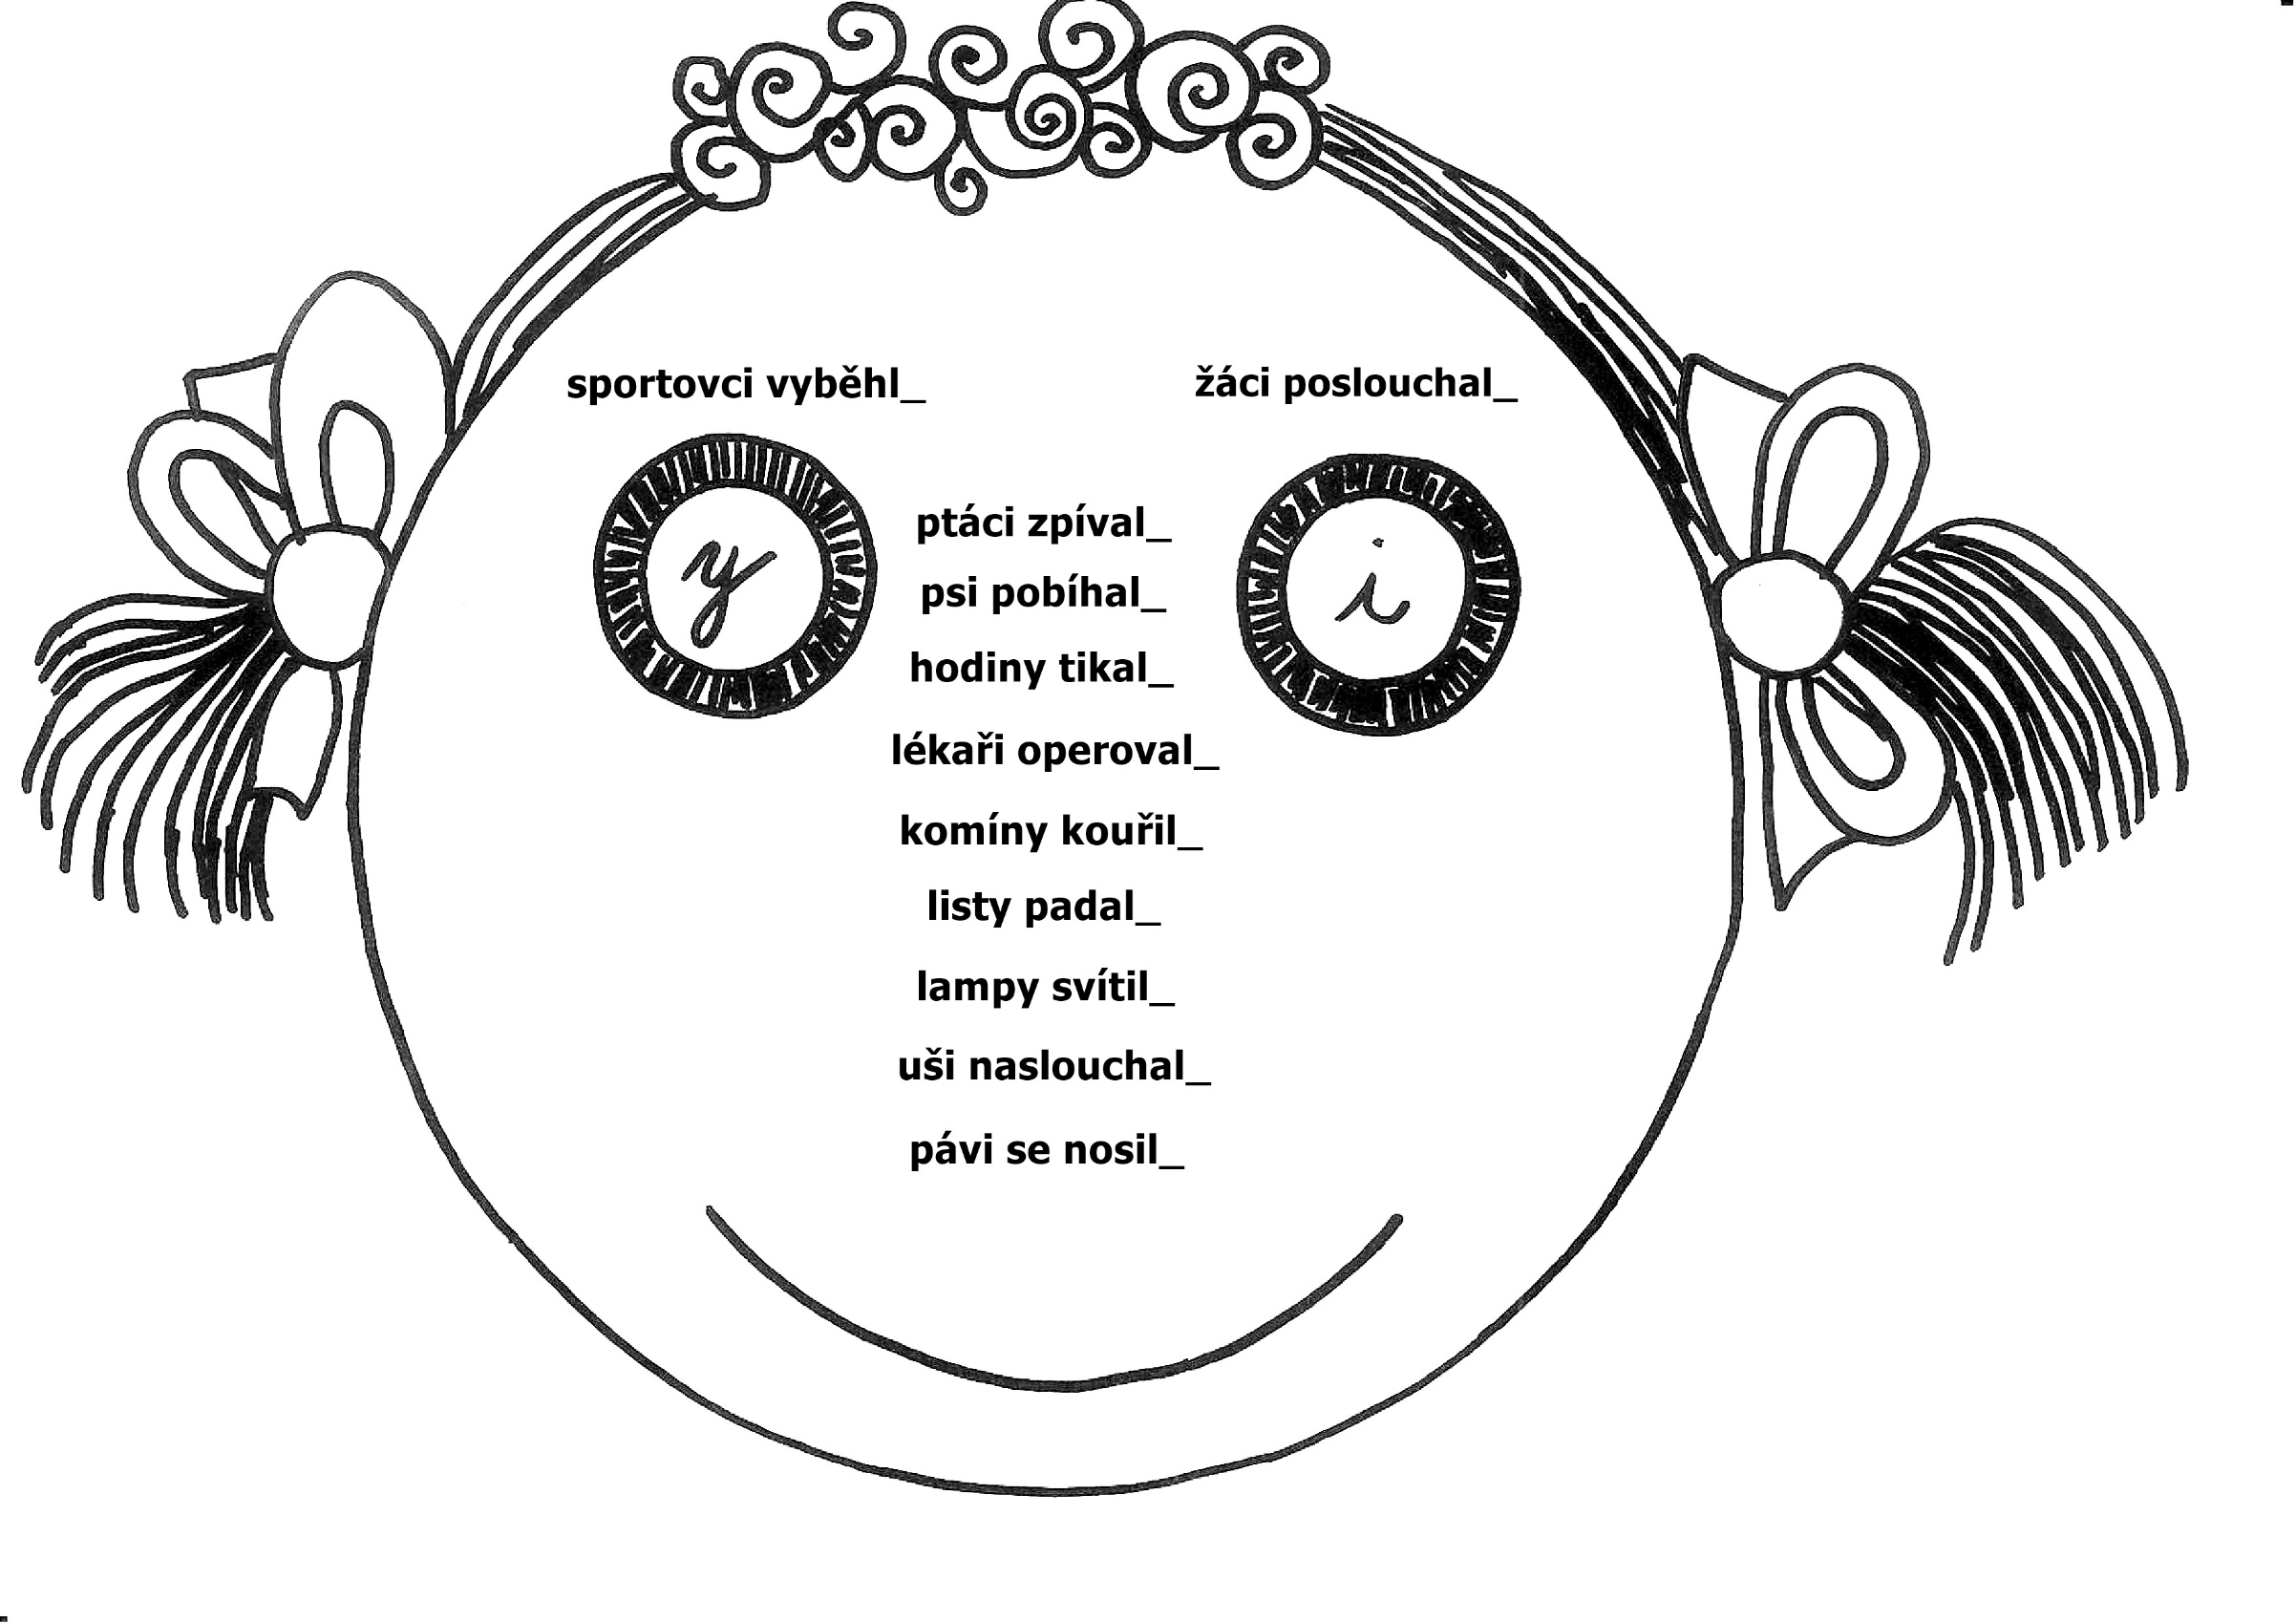 sportovci vyběhl_
žáci poslouchal_
y
i
ptáci zpíval_
psi pobíhal_
hodiny tikal_
lékaři operoval_
komíny kouřil_
listy padal_
lampy svítil_
uši naslouchal_
pávi se nosil_